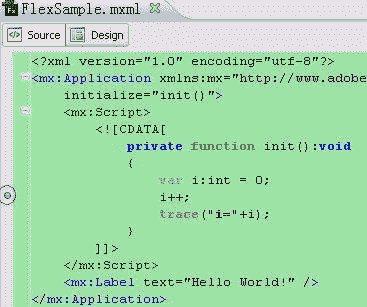 FlexSample.mxml
Source Design
<?xml version="1.0" encoding="utf-8"?>
<mx:Application xmlns:mx="http://www.adobe
initialize="init()">
<mx:Script>
<![CDATA[
private function init():void
{
var i:int = 0;
i++;
trace("i="+i);
}
]]>
</mx:Script>
<mx:Label text="Hello World!" />
</mx:Application>